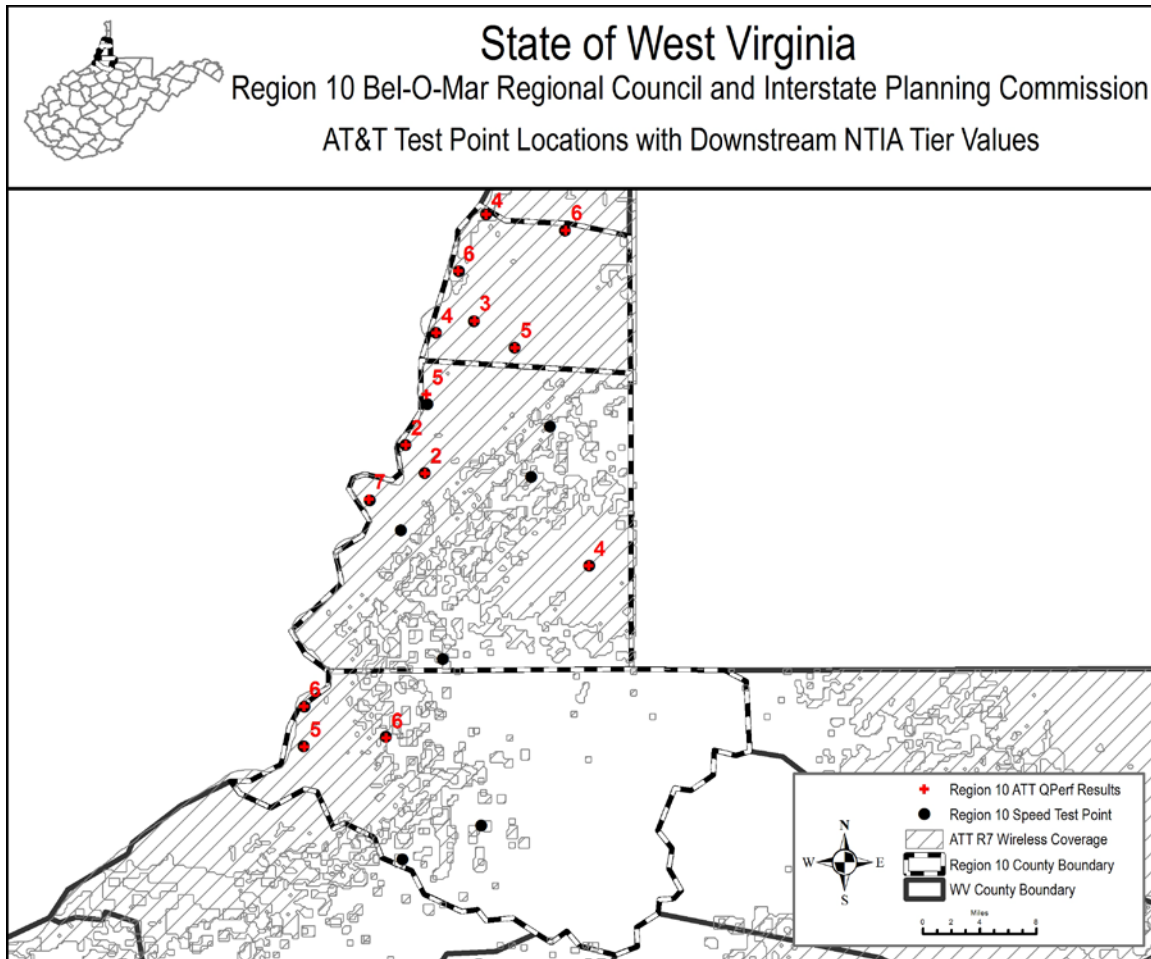 State of West Virginia
Region 10 Bel-O-Mar Regional Council and Interstate Planning Commission
AT&T Test Point Locations with Downstream NTIA Tier Values
4
6
6
3
4
5
5
2
2
7
4
6
5
6
Region 10 ATT QPerf Results
Region 10 Speed Test Point
ATT R7 Wireless Coverage
Region 10 County Boundary
WV County Boundary
N
W E
S
Miles
0 2 4 8